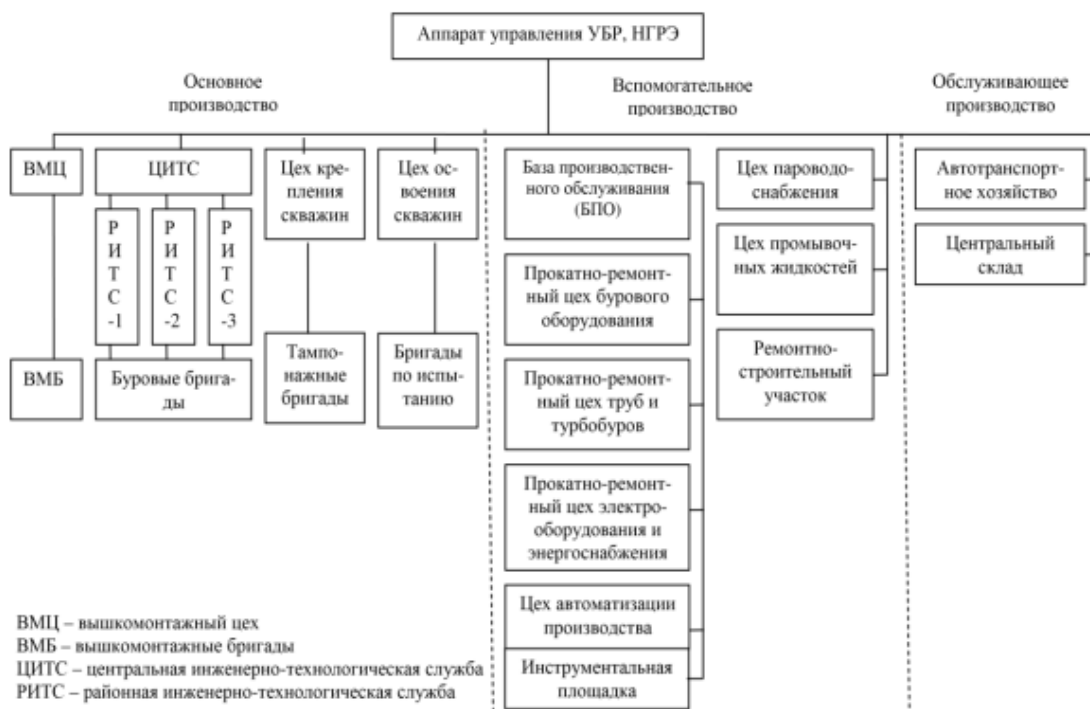 Аппарат управления УБР, НГРЭ
Основное
производство
Вспомогательное
производство
Обслуживающее
производство
ВМЦ
ЦИТС
Цех кре-
пления
скважин
Цех ос-
воения
скважин
РИТС-1
РИТС-2
РИТС-3
ВМБ
Буровые брига-
ды
Тампо-
нажные
бригады
Бригады
по испы-
танию
База производствен-
ного обслуживания
(БПО)
Прокатно-ремонт-
ный цех бурового
оборудования
Прокатно-ремонт-
ный цех труб и
турбобуров
Прокатно-ремонт-
ный цех электро-
оборудования и
энергоснабжения
Цех автоматизации
производства
Инструментальная
площадка
Цех пароводо-
снабжения
Цех промывоч-
ных жидкостей
Ремонтно-
строительный
участок
Автотранспорт-
ное хозяйство
Центральный
склад
ВМЦ – вышкомонтажный цех
ВМБ – вышкомонтажные бригады
ЦИТС – центральная инженерно-технологическая служба
РИТС – районная инженерно-технологическая служба